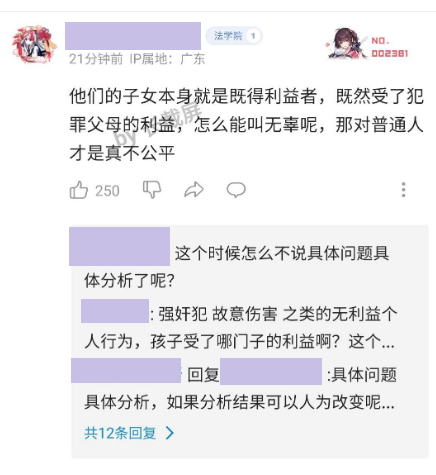 法学院 1
NO.
002381
21分钟前 IP属地：广东
他们的子女本身就是既得利益者，既然受了犯
罪父母的利益，怎么能叫无辜呢，那对普通人
才是真不公平
250
这个时候怎么不说具体问题具
体分析了呢？
: 强奸犯 故意伤害 之类的无利益个
人行为，孩子受了哪门子的利益啊？这个...
回复 :具体问题
具体分析，如果分析结果可以人为改变呢...
共12条回复